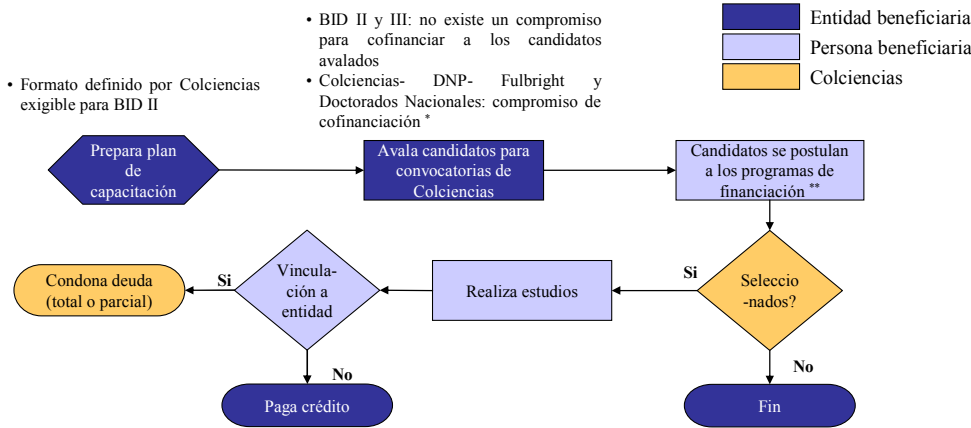 • BID II y III: no existe un compromiso
para cofinanciar a los candidatos
avalados
• Colciencias- DNP- Fulbright y
Doctorados Nacionales: compromiso de
cofinanciación *
Entidad beneficiaria
Persona beneficiaria
Colciencias
• Formato definido por Colciencias
exigible para BID II
Prepara plan
de
capacitación
Avala candidatos para
convocatorias de
Colciencias
Candidatos se postulan
a los programas de
financiación **
Seleccio
-nados?
Si
Realiza estudios
Vincula-
ción a
entidad
Si
Condona deuda
(total o parcial)
No
Paga crédito
No
Fin